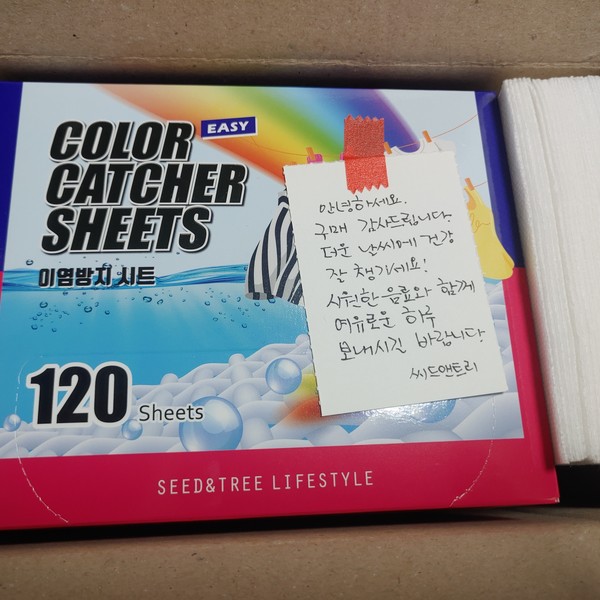 EASY
COLOR
CATCHER
SHEETS
이염방지 시트
120 Sheets
SEED&TREE LIFESTYLE
안녕하세요.
구매 감사드립니다
더운 날씨에 건강
잘 챙기세요!
시원한 음료와 함께
여유로운 하루
보내시길 바랍니다
씨드앤트리